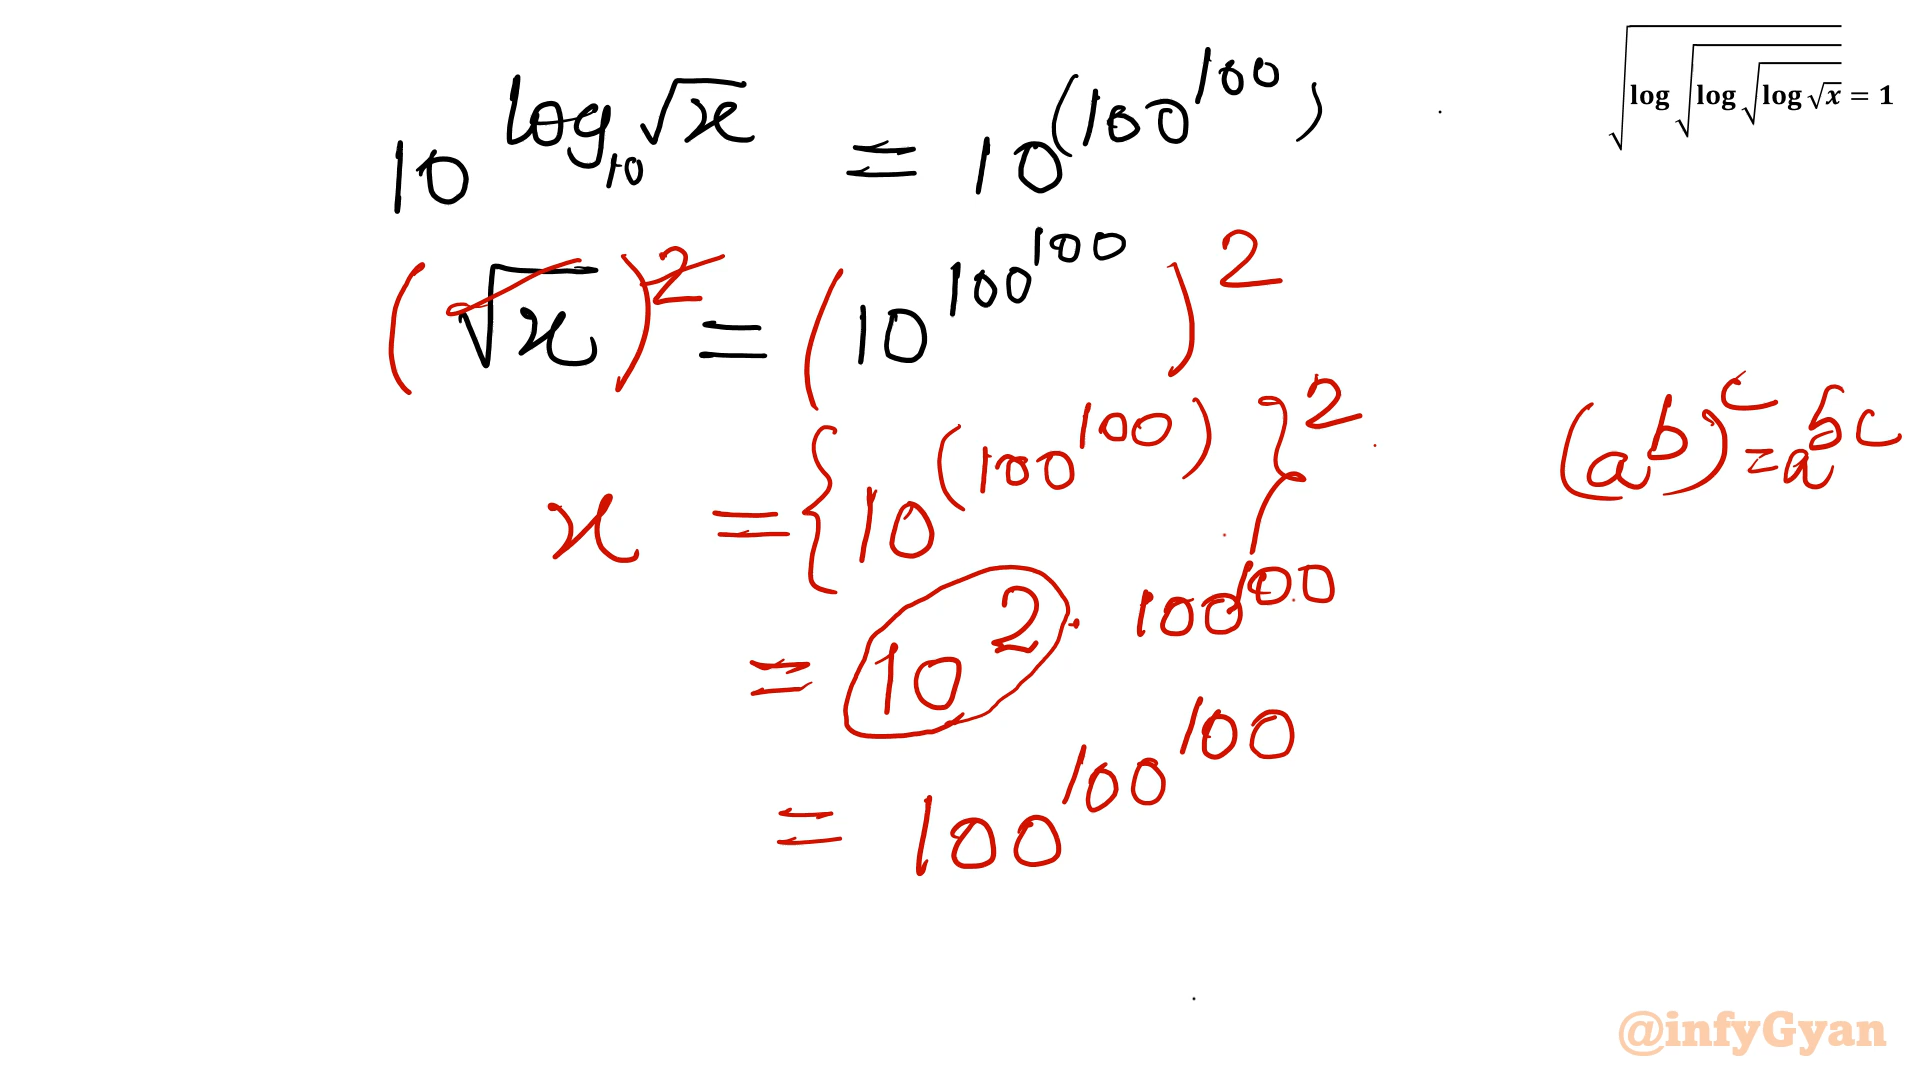 10^(log_10 √x) = 10^(100^100)
√(log √(log √(log √x))) = 1
(√x)^2 = (10^100^100)^2
x = {10^(100^100)}^2
(a^b)^c = a^bc
= 10^2 · 100^100
= 100^100^100
@infyGyan